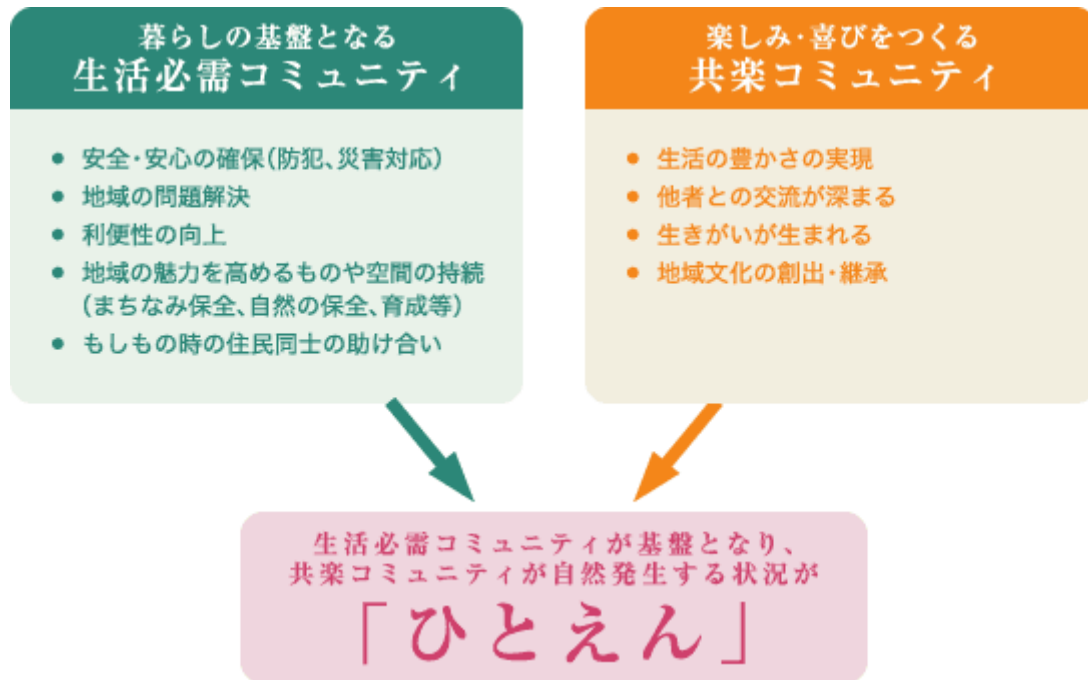 暮らしの基盤となる
生活必需コミュニティ
● 安全・安心の確保（防犯、災害対応）
● 地域の問題解決
● 利便性の向上
● 地域の魅力を高めるものや空間の持続
（まちなみ保全、自然の保全、育成等）
● もしもの時の住民同士の助け合い
楽しみ・喜びをつくる
共楽コミュニティ
● 生活の豊かさの実現
● 他者との交流が深まる
● 生きがいが生まれる
● 地域文化の創出・継承
生活必需コミュニティが基盤となり、
共楽コミュニティが自然発生する状況が
「ひとえん」